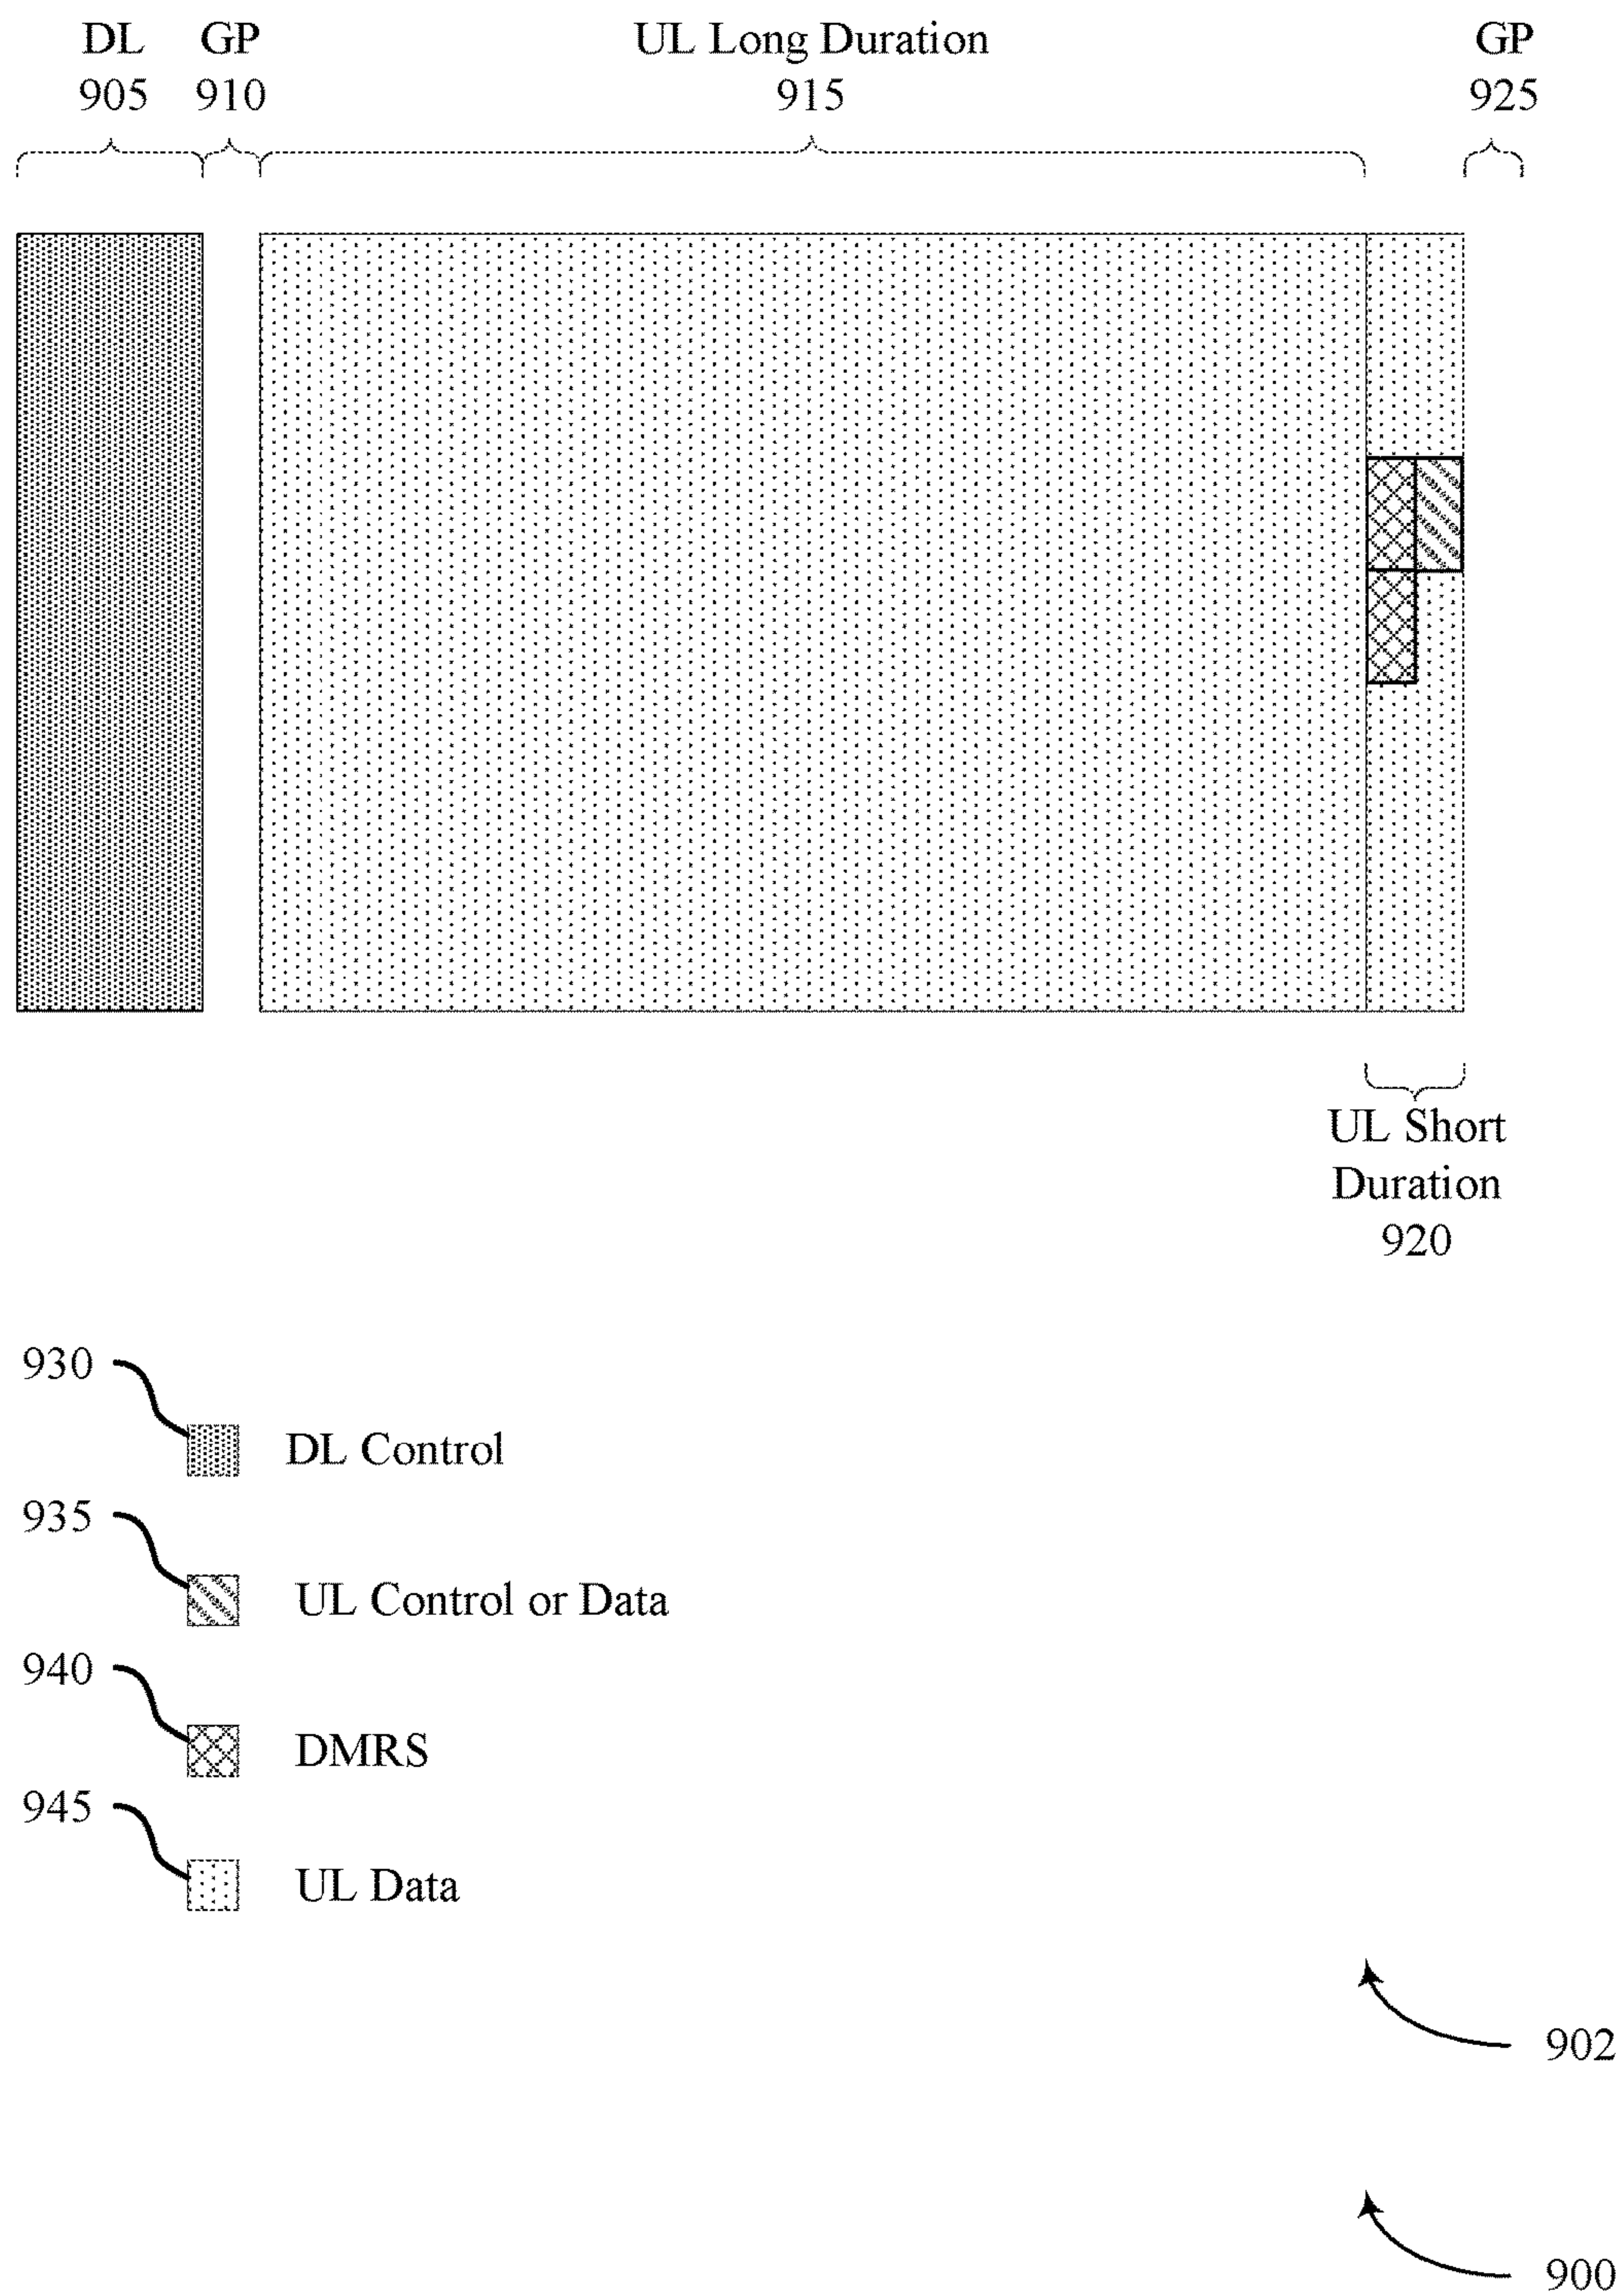 DL GP UL Long Duration GP
905 910 915 925
UL Short
Duration
920
930
DL Control
935
UL Control or Data
940
DMRS
945
UL Data
902
900